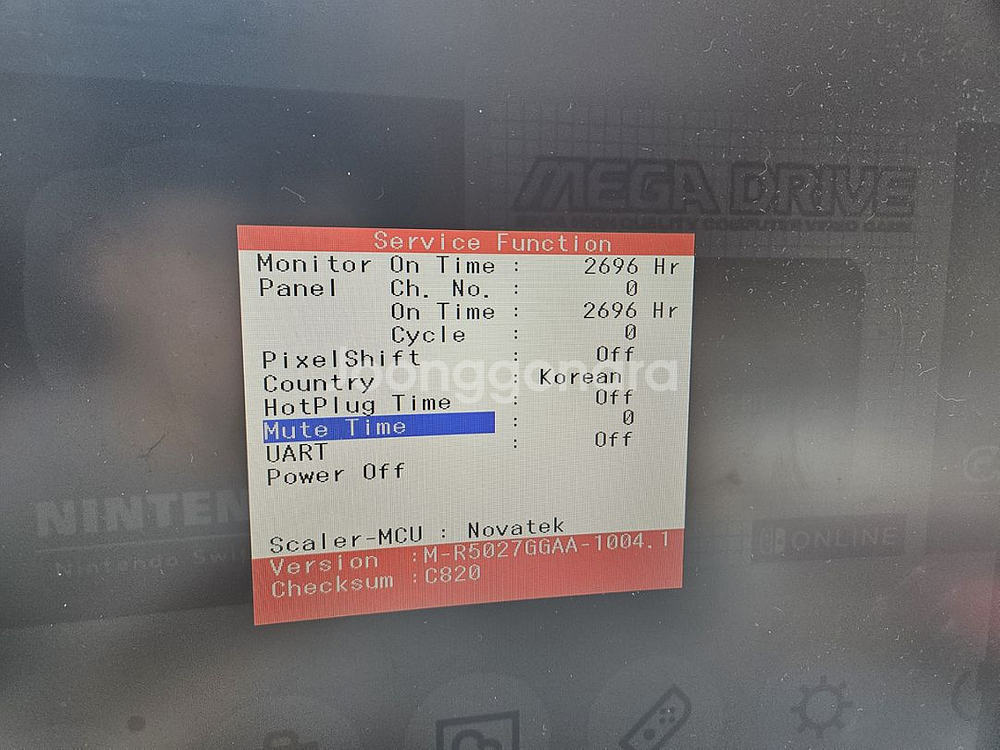 MEGA DRIVE
Service Function
Monitor On Time : 2696 Hr
Panel Ch. No. : 0
On Time : 2696 Hr
Cycle : 0
PixelShift : Off
Country : Korean
HotPlug Time : Off
Mute Time : 0
UART : Off
Power Off
Scaler-MCU : Novatek
Version :M-R5027GGAA-1004.1
Checksum :C820
NINTEN
Nintendo Swi
ONLINE